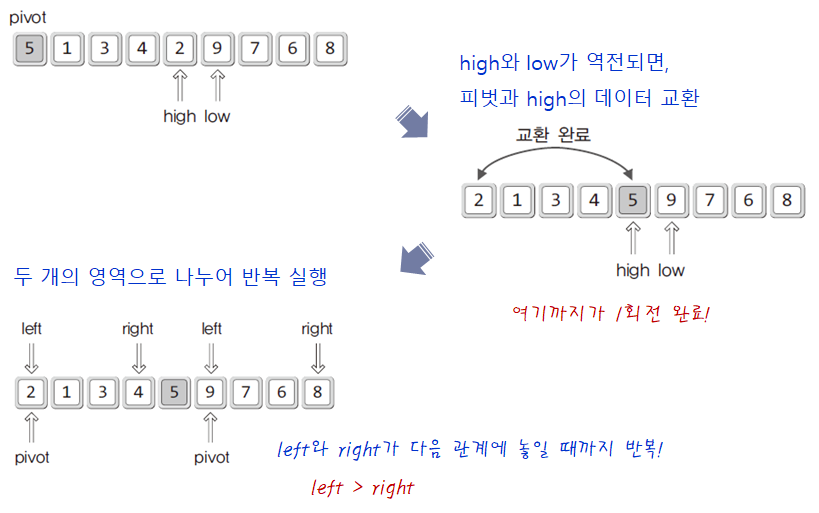 pivot
5 1 3 4 2 9 7 6 8
high low
high와 low가 역전되면,
피벗과 high의 데이터 교환
교환 완료
2 1 3 4 5 9 7 6 8
high low
여기까지가 1회전 완료!
두 개의 영역으로 나누어 반복 실행
left right left right
2 1 3 4 5 9 7 6 8
pivot pivot
left와 right가 다음 관계에 놓일 때까지 반복!
left > right